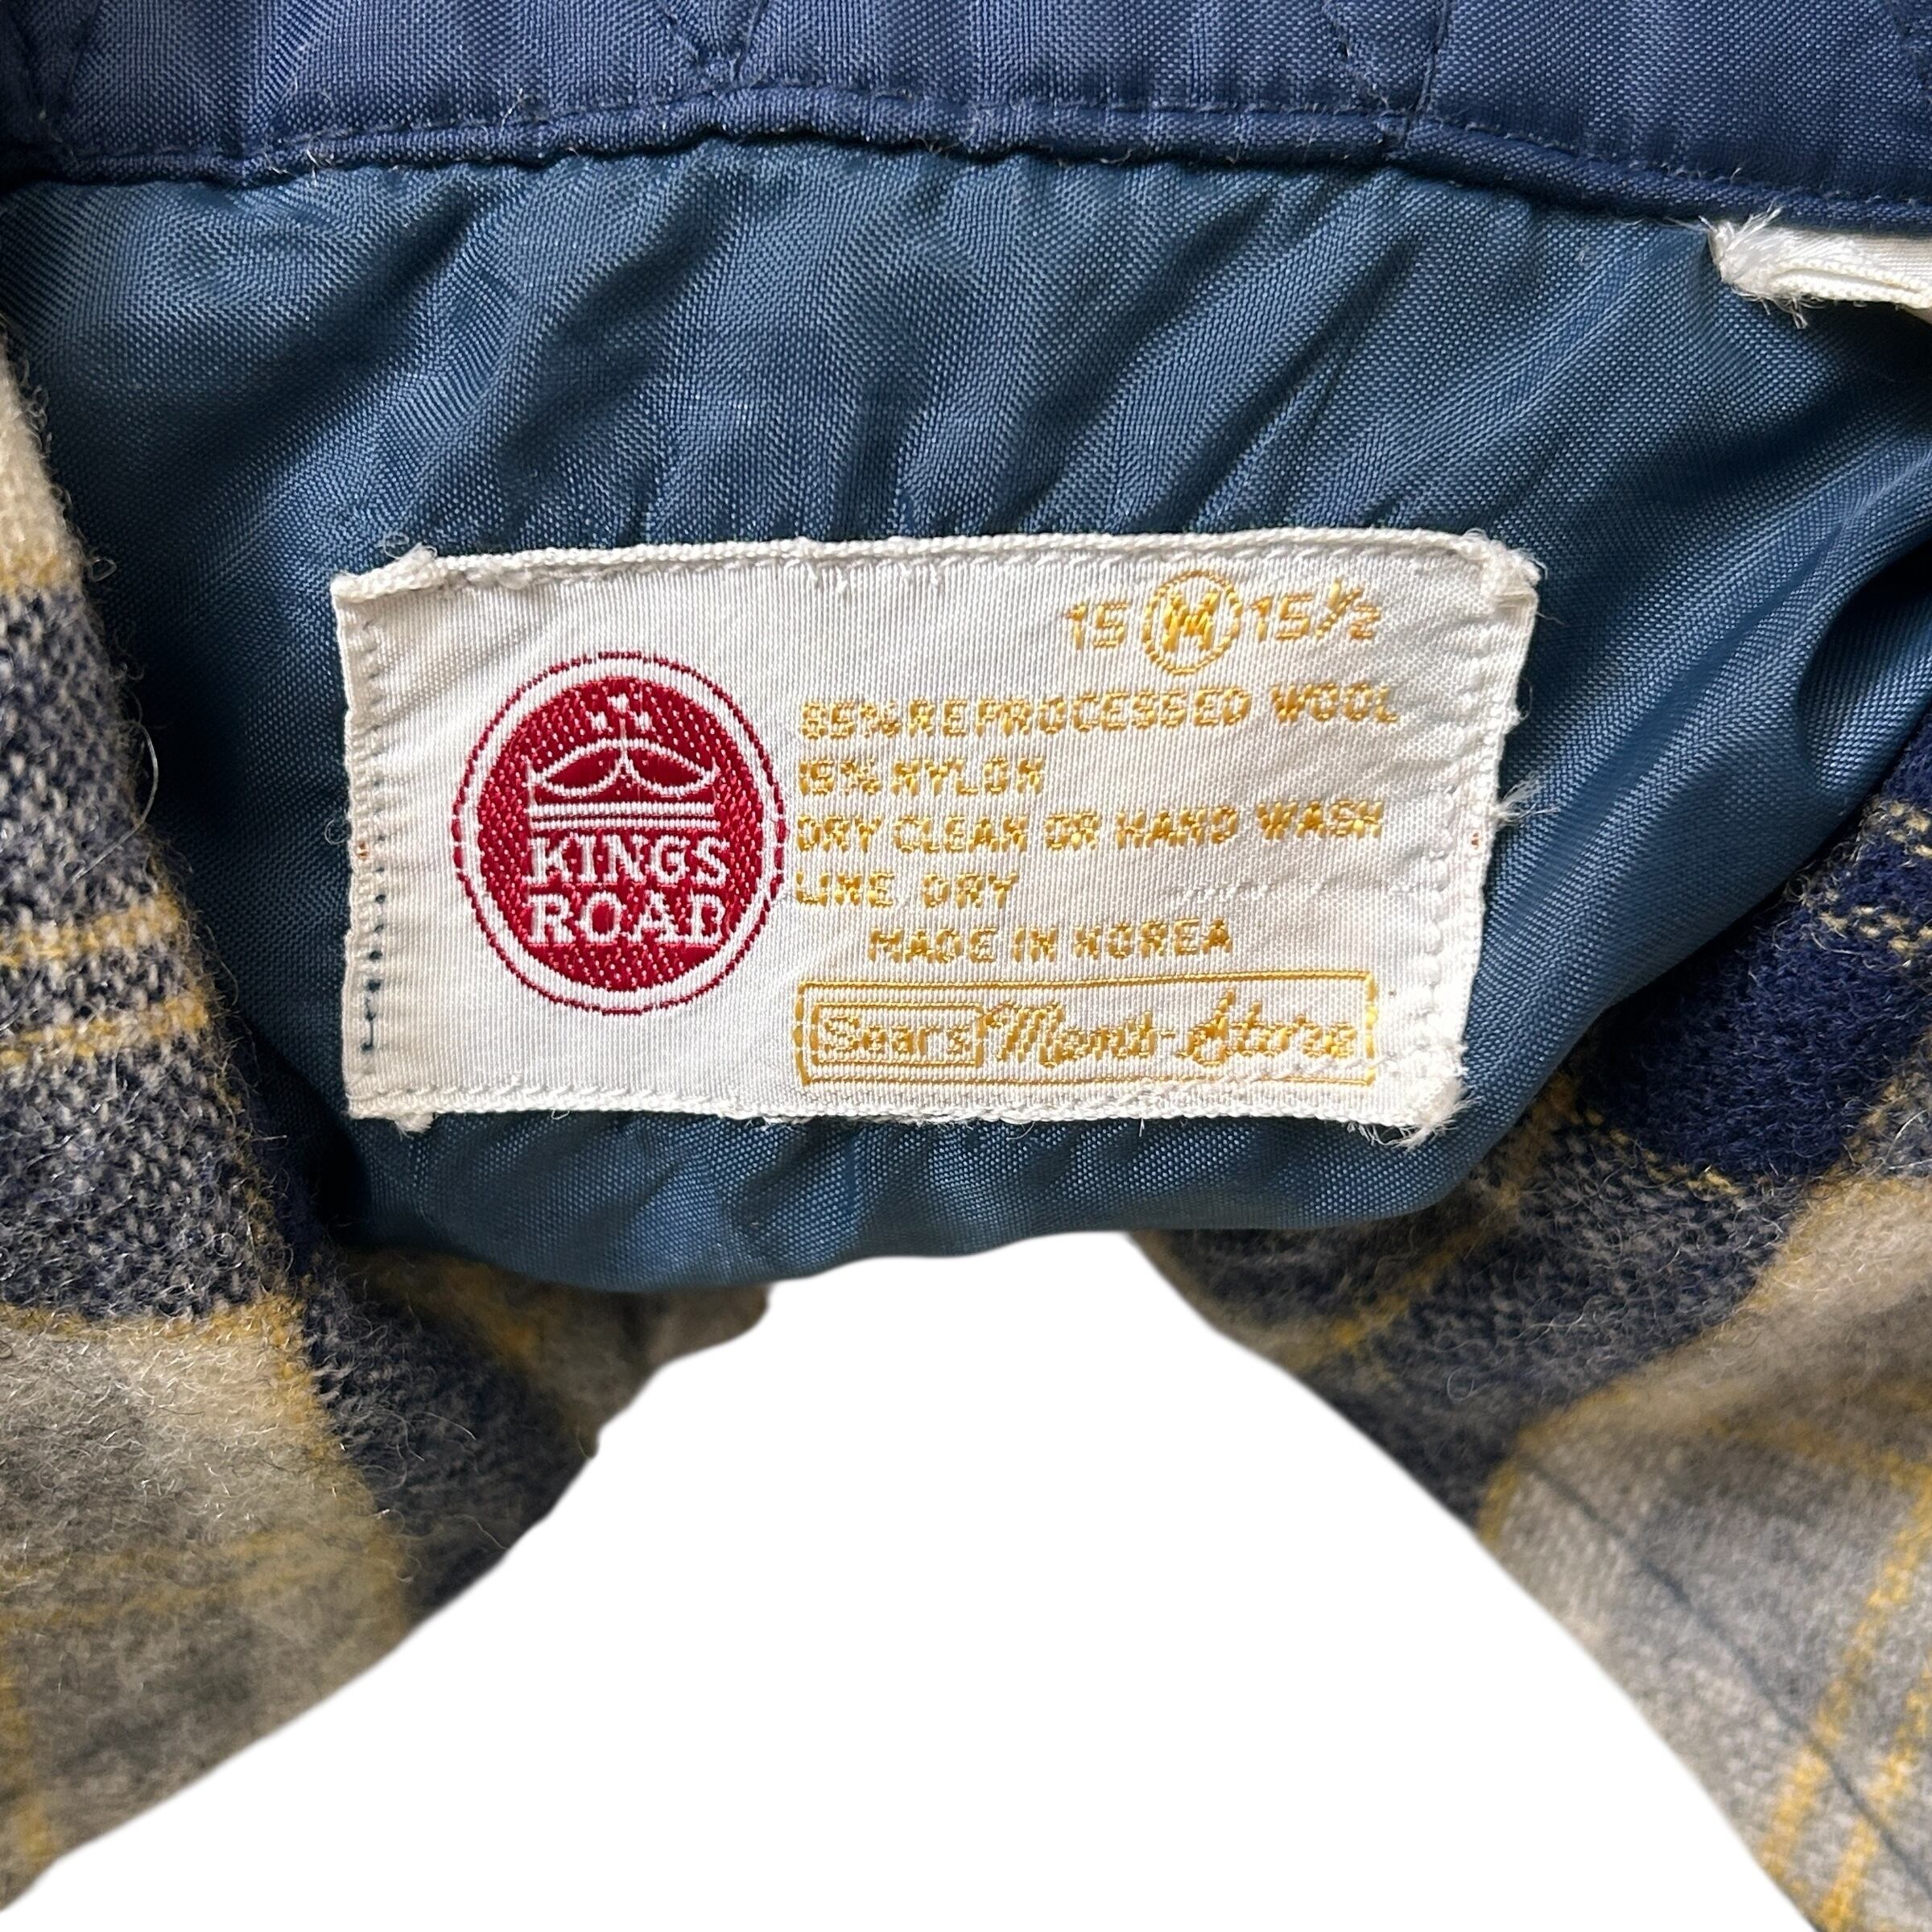 15 M 15½
KINGS
ROAD
85% REPROCESSED WOOL
15% NYLON
DRY CLEAN OR HAND WASH
LINE DRY
MADE IN KOREA
Sears Men's-Store